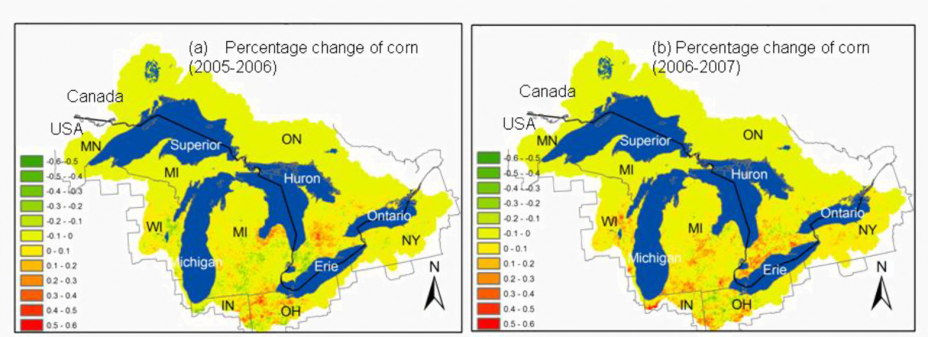 (a) Percentage change of corn
(2005-2006)
Canada
USA
MN
Superior
ON
MI
Huron
Ontario
WI
MI
NY
Michigan
Erie
N
IN
OH
-0.6 -0.5
-0.5 - -0.4
-0.4 - -0.3
-0.3 - -0.2
-0.2 - -0.1
-0.1 - 0
0 - 0.1
0.1 - 0.2
0.2 - 0.3
0.3 - 0.4
0.4 - 0.5
0.5 - 0.6
(b) Percentage change of corn
(2006-2007)
Canada
USA
MN
Superior
ON
MI
Huron
Ontario
WI
MI
NY
Michigan
Erie
N
IN
OH
-0.6 - -0.5
-0.5 - -0.4
-0.4 - -0.3
-0.3 - -0.2
-0.2 - -0.1
-0.1 - 0
0 - 0.1
0.1 - 0.2
0.2 - 0.3
0.3 - 0.4
0.4 - 0.5
0.5 - 0.6